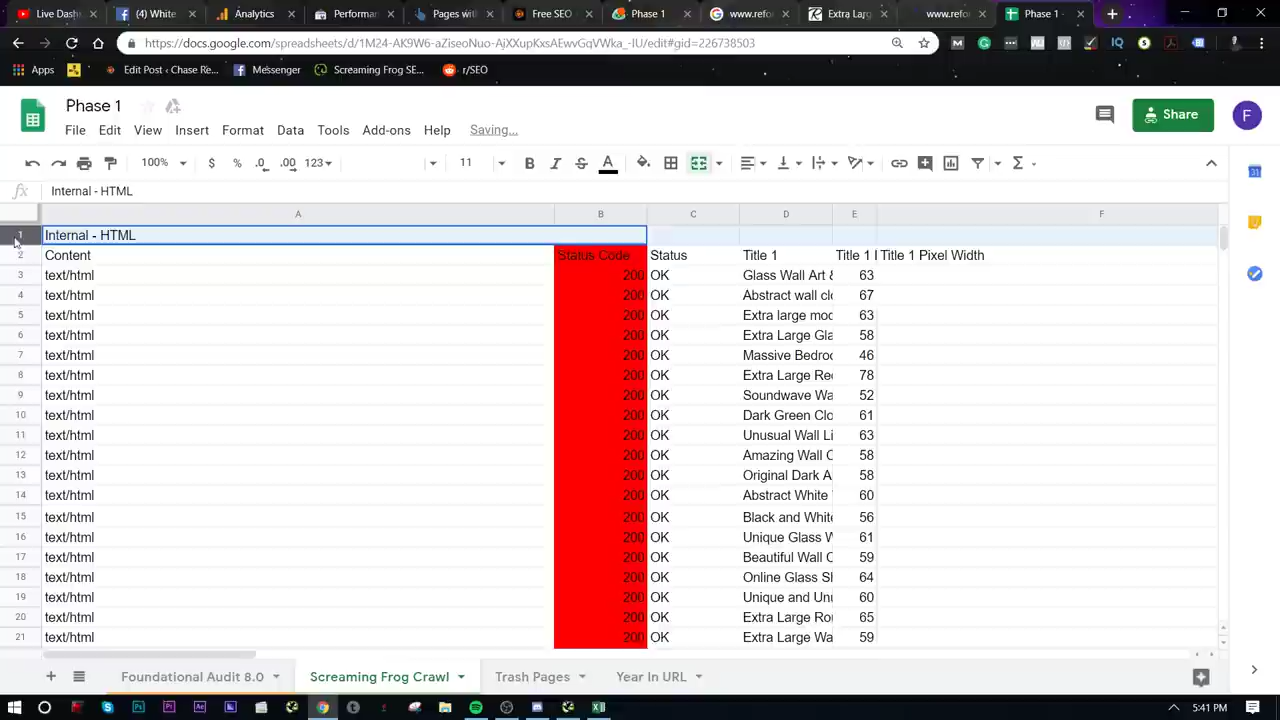 Live Dash
Analytics
Phase 1
Pages with
Free SEO
Phase 1
www.refor
Extra Larg
www.refor
Phase 1
https://docs.google.com/spreadsheets/d/1M24-AK9W6-aZiseoNuo-AjXXupKxsAEwvGqVWka_-IU/edit#gid=226738503
Apps
Edit Post ‹ Chase Re...
Messenger
Screaming Frog SE...
r/SEO
Phase 1
File Edit View Insert Format Data Tools Add-ons Help Saving...
Share
F
100% $ % .0 .00 123 11 B I S A
fx Internal - HTML
A B C D E F
1 Internal - HTML
2 Content Status Code Status Title 1 Title 1 l Title 1 Pixel Width
3 text/html 200 OK Glass Wall Art & 63
4 text/html 200 OK Abstract wall clo 67
5 text/html 200 OK Extra large mod 63
6 text/html 200 OK Extra Large Gla 58
7 text/html 200 OK Massive Bedroo 46
8 text/html 200 OK Extra Large Rec 78
9 text/html 200 OK Soundwave Wa 52
10 text/html 200 OK Dark Green Clo 61
11 text/html 200 OK Unusual Wall Li 63
12 text/html 200 OK Amazing Wall C 58
13 text/html 200 OK Original Dark A 58
14 text/html 200 OK Abstract White 60
15 text/html 200 OK Black and White 56
16 text/html 200 OK Unique Glass W 61
17 text/html 200 OK Beautiful Wall C 59
18 text/html 200 OK Online Glass Sh 64
19 text/html 200 OK Unique and Unu 60
20 text/html 200 OK Extra Large Rou 65
21 text/html 200 OK Extra Large Wa 59
Foundational Audit 8.0
Screaming Frog Crawl
Trash Pages
Year In URL
5:41 PM